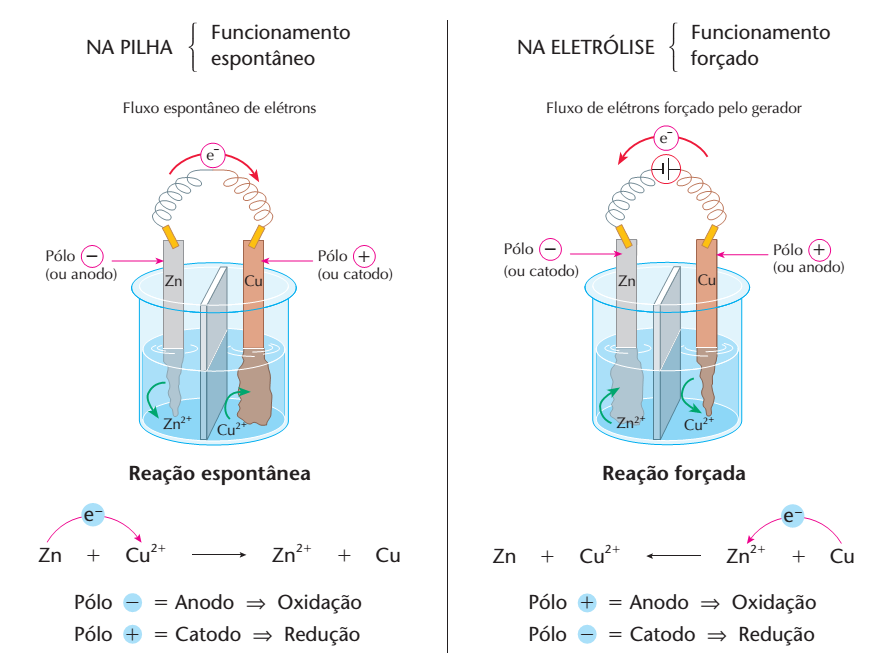 NA PILHA
Funcionamento
espontâneo
Fluxo espontâneo de elétrons
e⁻
Pólo −
(ou anodo)
Pólo +
(ou catodo)
Zn
Cu
Zn²⁺
Cu²⁺
Reação espontânea
e⁻
Zn + Cu²⁺ ⟶ Zn²⁺ + Cu
Pólo − = Anodo ⇒ Oxidação
Pólo + = Catodo ⇒ Redução
NA ELETRÓLISE
Funcionamento
forçado
Fluxo de elétrons forçado pelo gerador
e⁻
Pólo −
(ou catodo)
Pólo +
(ou anodo)
Zn
Cu
Zn²⁺
Cu²⁺
Reação forçada
e⁻
Zn + Cu²⁺ ⟵ Zn²⁺ + Cu
Pólo + = Anodo ⇒ Oxidação
Pólo − = Catodo ⇒ Redução